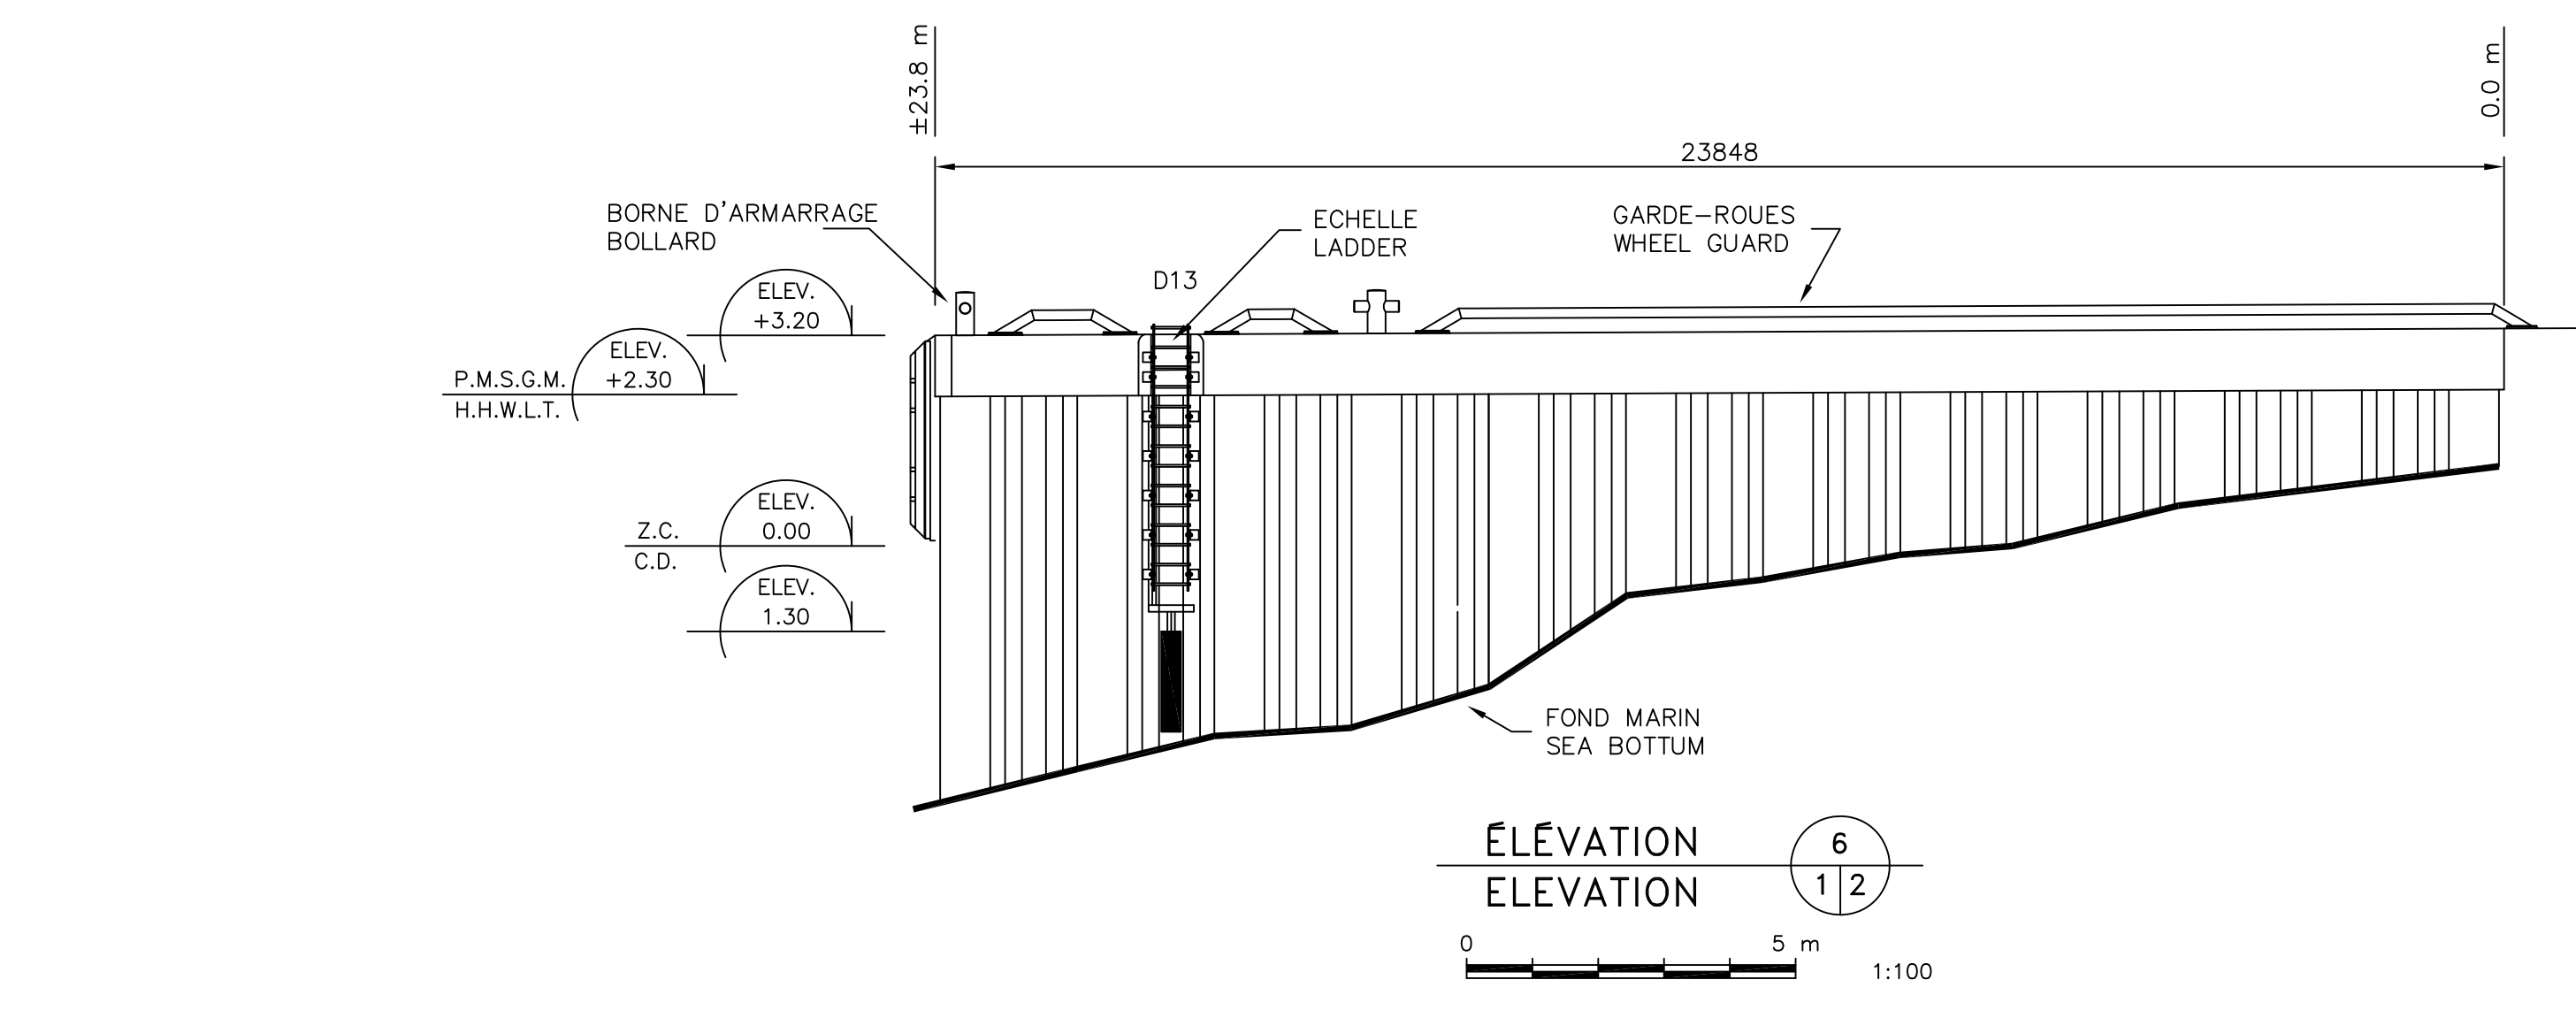 ±23.8 m
0.0 m
23848
BORNE D'ARMARRAGE
BOLLARD
ECHELLE
LADDER
GARDE-ROUES
WHEEL GUARD
D13
ELEV.
+3.20
ELEV.
+2.30
P.M.S.G.M.
H.H.W.L.T.
ELEV.
0.00
Z.C.
C.D.
ELEV.
1.30
FOND MARIN
SEA BOTTUM
ÉLÉVATION
ELEVATION
6
1 2
0 5 m
1:100